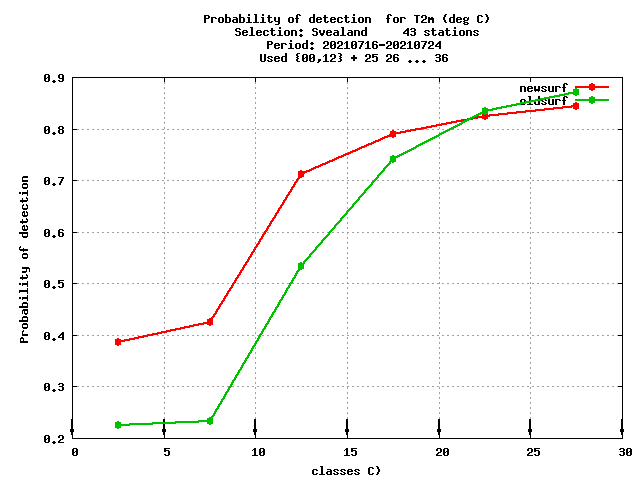 Probability of detection  for T2m (deg C)
Selection: Svealand     43 stations
Period: 20210716-20210724
Used {00,12} + 25 26 ... 36
newsurf
oldsurf
Probability of detection
0.9
0.8
0.7
0.6
0.5
0.4
0.3
0.2
0 5 10 15 20 25 30
classes C)